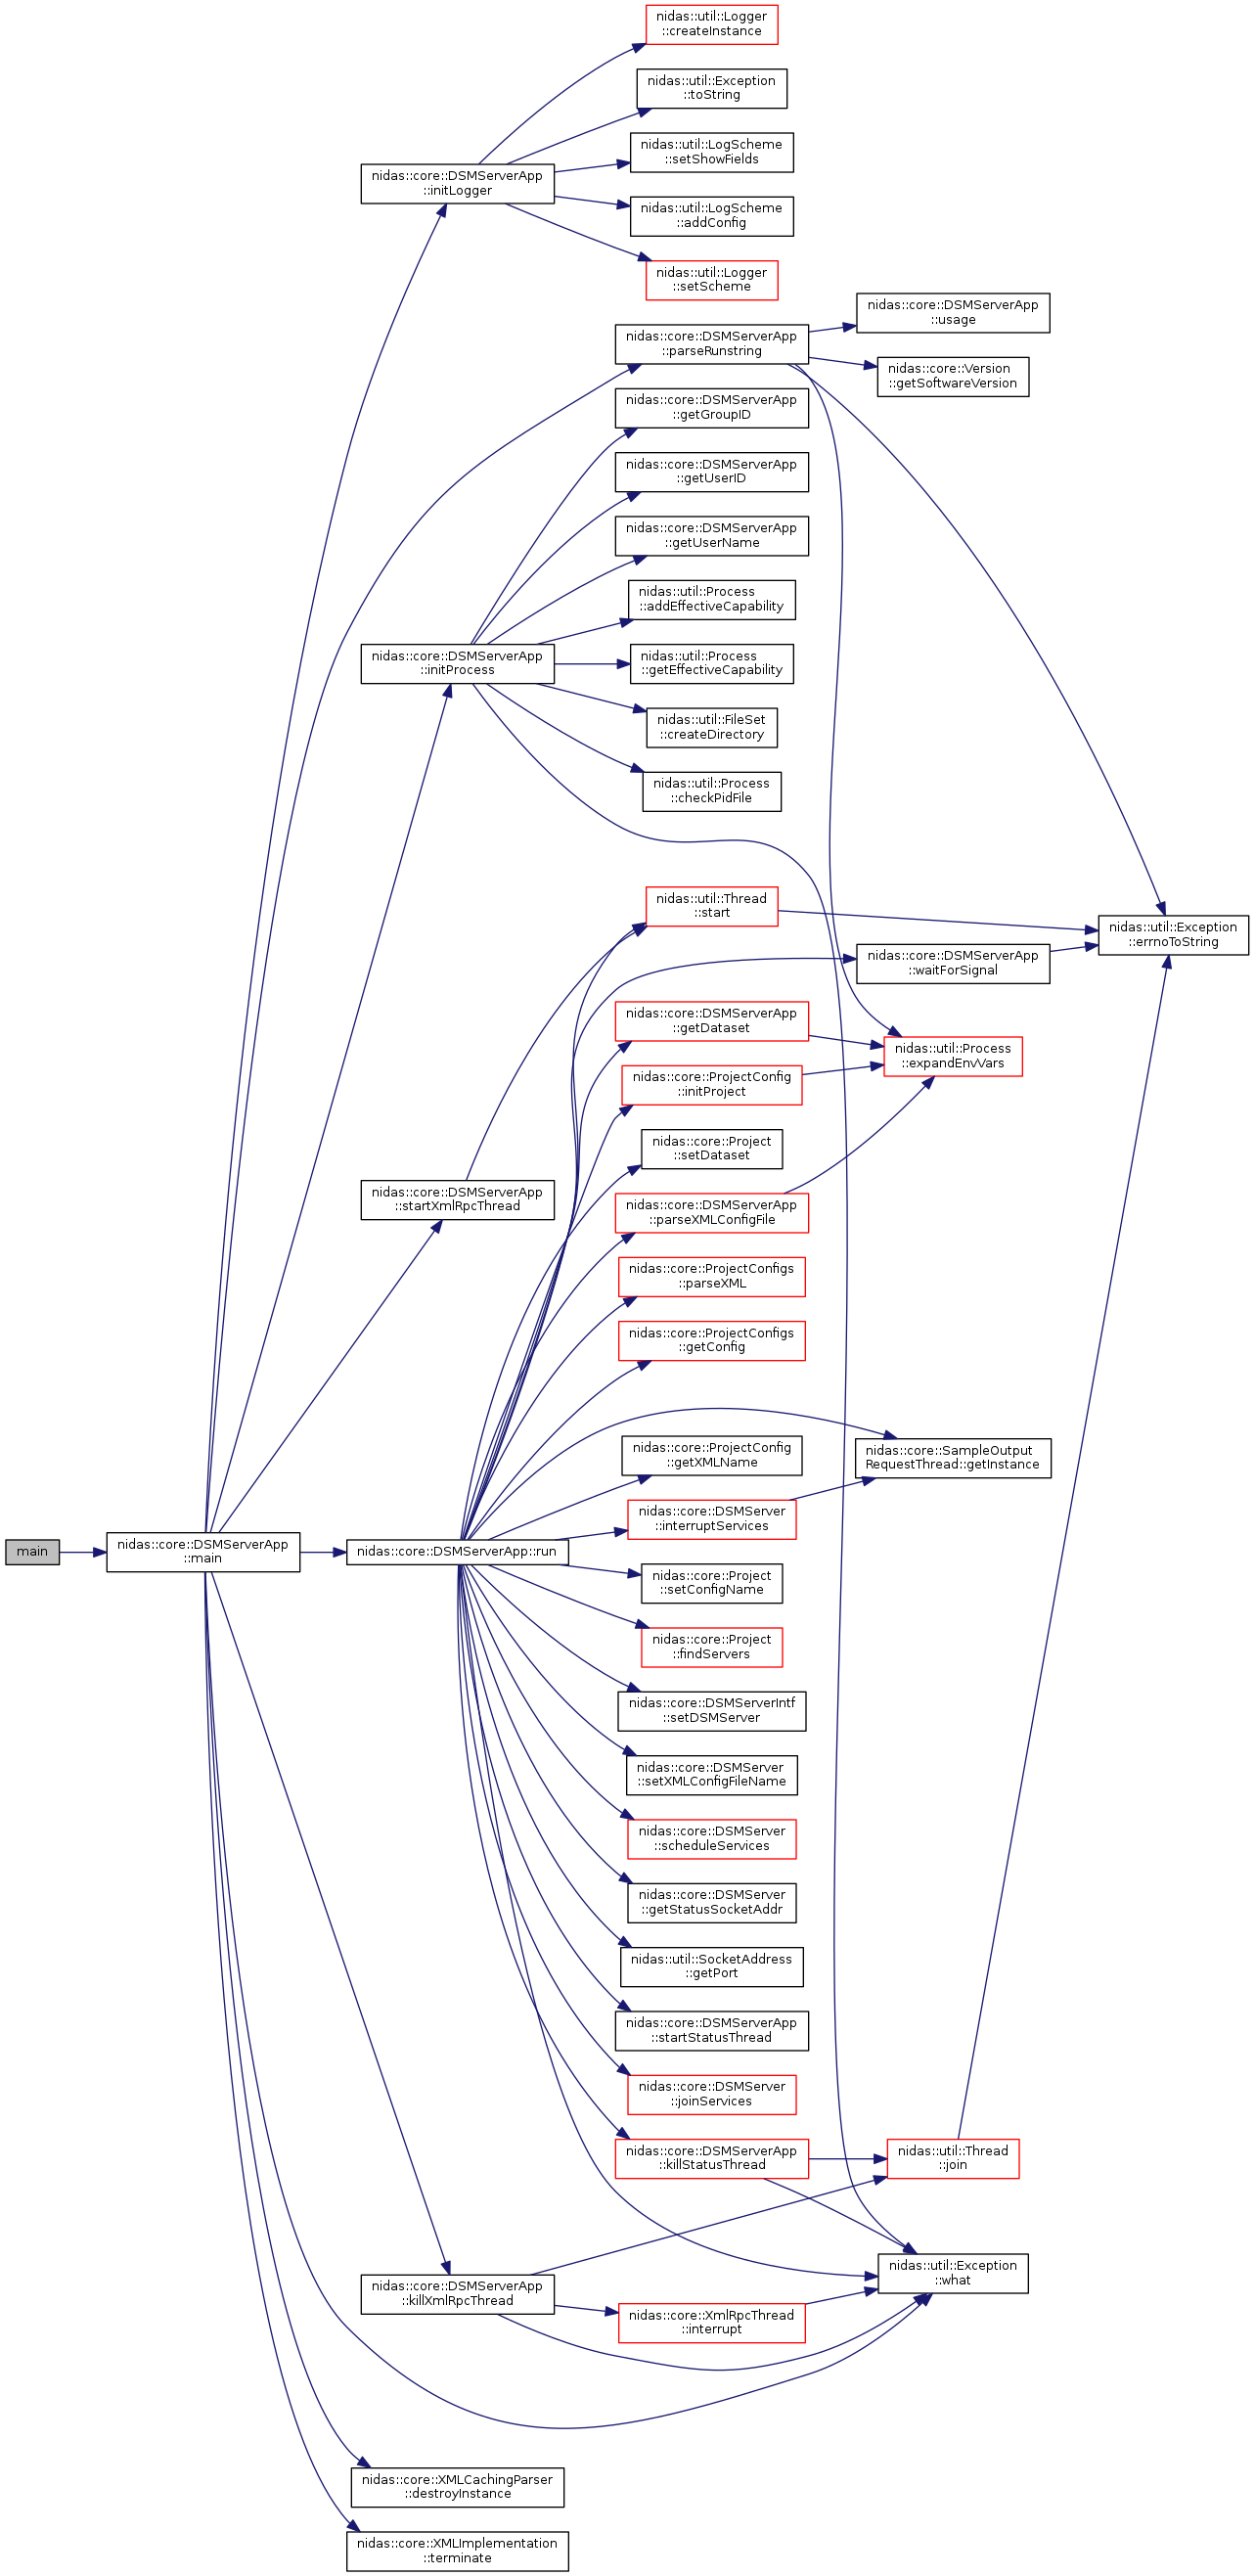 nidas::util::Logger
::createInstance
nidas::util::Exception
::toString
nidas::util::LogScheme
::setShowFields
nidas::core::DSMServerApp
::initLogger
nidas::util::LogScheme
::addConfig
nidas::util::Logger
::setScheme
nidas::core::DSMServerApp
::usage
nidas::core::DSMServerApp
::parseRunstring
nidas::core::Version
::getSoftwareVersion
nidas::core::DSMServerApp
::getGroupID
nidas::core::DSMServerApp
::getUserID
nidas::core::DSMServerApp
::getUserName
nidas::util::Process
::addEffectiveCapability
nidas::core::DSMServerApp
::initProcess
nidas::util::Process
::getEffectiveCapability
nidas::util::FileSet
::createDirectory
nidas::util::Process
::checkPidFile
nidas::util::Thread
::start
nidas::util::Exception
::errnoToString
nidas::core::DSMServerApp
::waitForSignal
nidas::core::DSMServerApp
::getDataset
nidas::util::Process
::expandEnvVars
nidas::core::ProjectConfig
::initProject
nidas::core::Project
::setDataset
nidas::core::DSMServerApp
::startXmlRpcThread
nidas::core::DSMServerApp
::parseXMLConfigFile
nidas::core::ProjectConfigs
::parseXML
nidas::core::ProjectConfigs
::getConfig
nidas::core::ProjectConfig
::getXMLName
nidas::core::SampleOutput
RequestThread::getInstance
nidas::core::DSMServer
::interruptServices
main
nidas::core::DSMServerApp
::main
nidas::core::DSMServerApp::run
nidas::core::Project
::setConfigName
nidas::core::Project
::findServers
nidas::core::DSMServerIntf
::setDSMServer
nidas::core::DSMServer
::setXMLConfigFileName
nidas::core::DSMServer
::scheduleServices
nidas::core::DSMServer
::getStatusSocketAddr
nidas::util::SocketAddress
::getPort
nidas::core::DSMServerApp
::startStatusThread
nidas::core::DSMServer
::joinServices
nidas::core::DSMServerApp
::killStatusThread
nidas::util::Thread
::join
nidas::util::Exception
::what
nidas::core::DSMServerApp
::killXmlRpcThread
nidas::core::XmlRpcThread
::interrupt
nidas::core::XMLCachingParser
::destroyInstance
nidas::core::XMLImplementation
::terminate